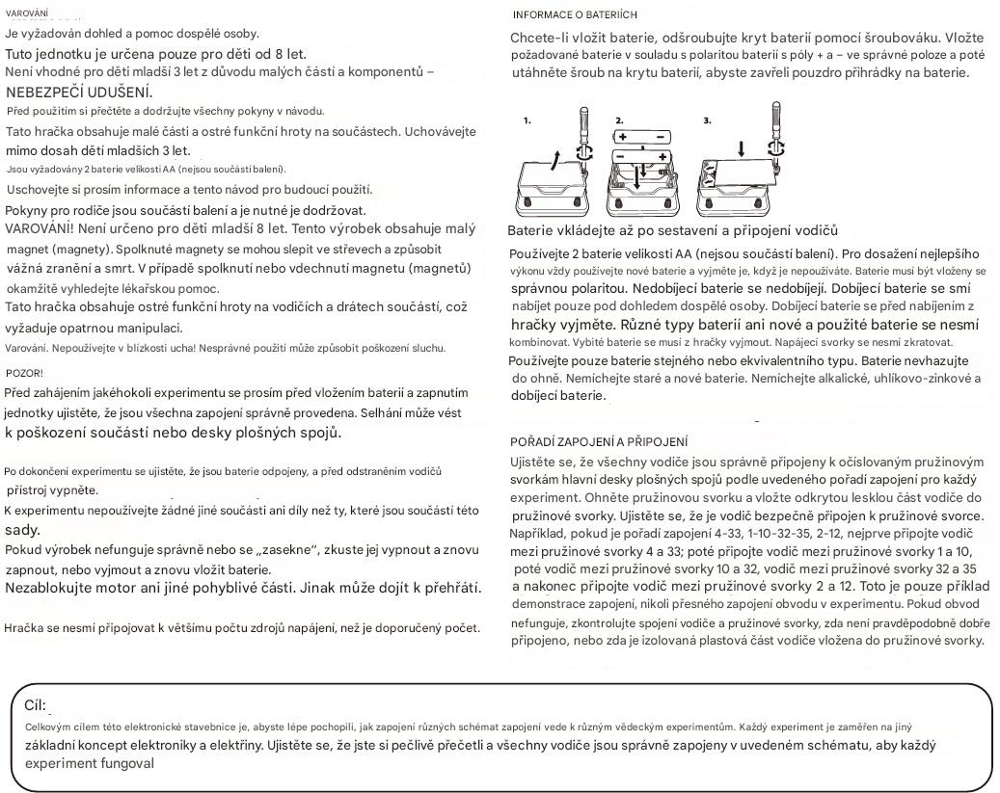 VAROVÁNÍ
Je vyžadován dohled a pomoc dospělé osoby.
Tuto jednotku je určena pouze pro děti od 8 let.
Není vhodné pro děti mladší 3 let z důvodu malých částí a komponentů –
NEBEZPEČÍ UDUŠENÍ.
Před použitím si přečtěte a dodržujte všechny pokyny v návodu.
Tato hračka obsahuje malé části a ostré funkční hroty na součástech. Uchovávejte
mimo dosah dětí mladších 3 let.
Jsou vyžadovány 2 baterie velikosti AA (nejsou součástí balení).
Uschovejte si prosím informace a tento návod pro budoucí použití.
Pokyny pro rodiče jsou součástí balení a je nutné je dodržovat.
VAROVÁNÍ! Není určeno pro děti mladší 8 let. Tento výrobek obsahuje malý
magnet (magnety). Spolknuté magnety se mohou slepit ve střevech a způsobit
vážná zranění a smrt. V případě spolknutí nebo vdechnutí magnetu (magnetů)
okamžitě vyhledejte lékařskou pomoc.
Tato hračka obsahuje ostré funkční hroty na vodičích a drátech součástí, což
vyžaduje opatrnou manipulaci.
Varování. Nepoužívejte v blízkosti ucha! Nesprávné použití může způsobit poškození sluchu.
POZOR!
Před zahájením jakéhokoli experimentu se prosím před vložením baterií a zapnutím
jednotky ujistěte, že jsou všechna zapojení správně provedena. Selhání může vést
k poškození součástí nebo desky plošných spojů.
Po dokončení experimentu se ujistěte, že jsou baterie odpojeny, a před odstraněním vodičů
přístroj vypněte.
K experimentu nepoužívejte žádné jiné součásti ani díly než ty, které jsou součástí této
sady.
Pokud výrobek nefunguje správně nebo se „zasekne“, zkuste jej vypnout a znovu
zapnout, nebo vyjmout a znovu vložit baterie.
Nezablokujte motor ani jiné pohyblivé části. Jinak může dojít k přehřátí.
Hračka se nesmí připojovat k většímu počtu zdrojů napájení, než je doporučený počet.
INFORMACE O BATERIÍCH
Chcete-li vložit baterie, odšroubujte kryt baterií pomocí šroubováku. Vložte
požadované baterie v souladu s polaritou baterií s póly + a – ve správné poloze a poté
utáhněte šroub na krytu baterií, abyste zavřeli pouzdro přihrádky na baterie.
1. 2. 3.
+ –
– +
Baterie vkládejte až po sestavení a připojení vodičů
Používejte 2 baterie velikosti AA (nejsou součástí balení). Pro dosažení nejlepšího
výkonu vždy používejte nové baterie a vyjměte je, když je nepoužíváte. Baterie musí být vloženy se
správnou polaritou. Nedobíjecí baterie se nedobíjejí. Dobíjecí baterie se smí
nabíjet pouze pod dohledem dospělé osoby. Dobíjecí baterie se před nabíjením z
hračky vyjměte. Různé typy baterií ani nové a použité baterie se nesmí
kombinovat. Vybité baterie se musí z hračky vyjmout. Napájecí svorky se nesmí zkratovat.
Používejte pouze baterie stejného nebo ekvivalentního typu. Baterie nevhazujte
do ohně. Nemíchejte staré a nové baterie. Nemíchejte alkalické, uhlíkovo-zinkové a
dobíjecí baterie.
POŘADÍ ZAPOJENÍ A PŘIPOJENÍ
Ujistěte se, že všechny vodiče jsou správně připojeny k očíslovaným pružinovým
svorkám hlavní desky plošných spojů podle uvedeného pořadí zapojení pro každý
experiment. Ohněte pružinovou svorku a vložte odkrytou lesklou část vodiče do
pružinové svorky. Ujistěte se, že je vodič bezpečně připojen k pružinové svorce.
Například, pokud je pořadí zapojení 4-33, 1-10-32-35, 2-12, nejprve připojte vodič
mezi pružinové svorky 4 a 33; poté připojte vodič mezi pružinové svorky 1 a 10,
poté vodič mezi pružinové svorky 10 a 32, vodič mezi pružinové svorky 32 a 35
a nakonec připojte vodič mezi pružinové svorky 2 a 12. Toto je pouze příklad
demonstrace zapojení, nikoli přesného zapojení obvodu v experimentu. Pokud obvod
nefunguje, zkontrolujte spojení vodiče a pružinové svorky, zda není pravděpodobně dobře
připojeno, nebo zda je izolovaná plastová část vodiče vložena do pružinové svorky.
Cíl:
Celkovým cílem této elektronické stavebnice je, abyste lépe pochopili, jak zapojení různých schémat zapojení vede k různým vědeckým experimentům. Každý experiment je zaměřen na jiný
základní koncept elektroniky a elektřiny. Ujistěte se, že jste si pečlivě přečetli a všechny vodiče jsou správně zapojeny v uvedeném schématu, aby každý
experiment fungoval